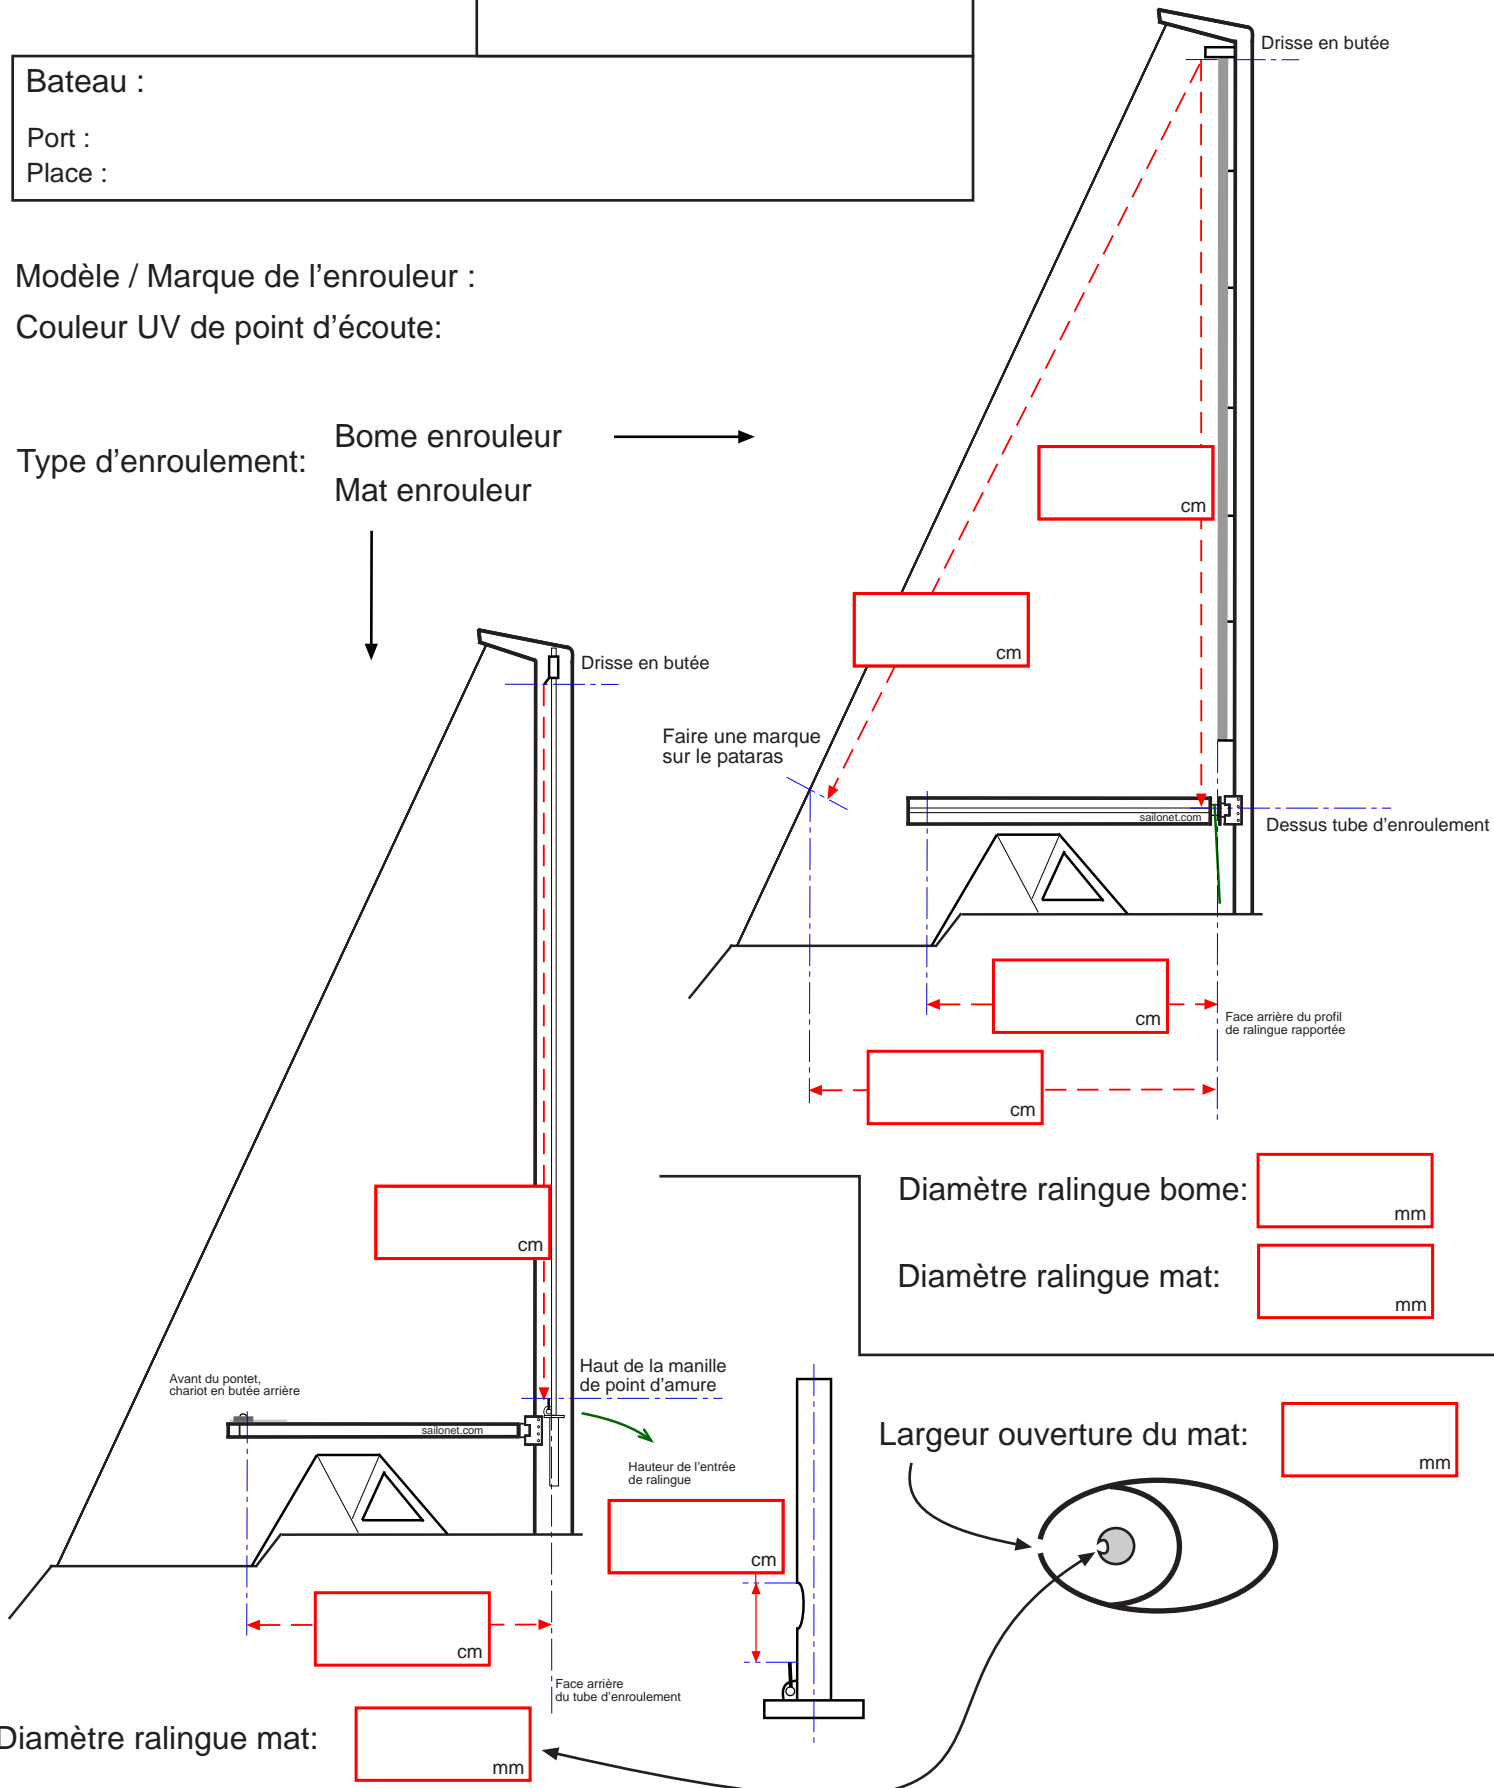 Bateau :
Port :
Place :
Modèle / Marque de l’enrouleur :
Couleur UV de point d’écoute:
Type d’enroulement:
Bome enrouleur
Mat enrouleur
Drisse en butée
cm
cm
Faire une marque
sur le pataras
sailonet.com
Dessus tube d’enroulement
cm
Face arrière du profil
de ralingue rapportée
cm
Diamètre ralingue bome:
mm
Diamètre ralingue mat:
mm
Drisse en butée
cm
Avant du pontet,
chariot en butée arrière
sailonet.com
Haut de la manille
de point d’amure
Hauteur de l’entrée
de ralingue
cm
Largeur ouverture du mat:
mm
cm
Face arrière
du tube d’enroulement
Diamètre ralingue mat:
mm